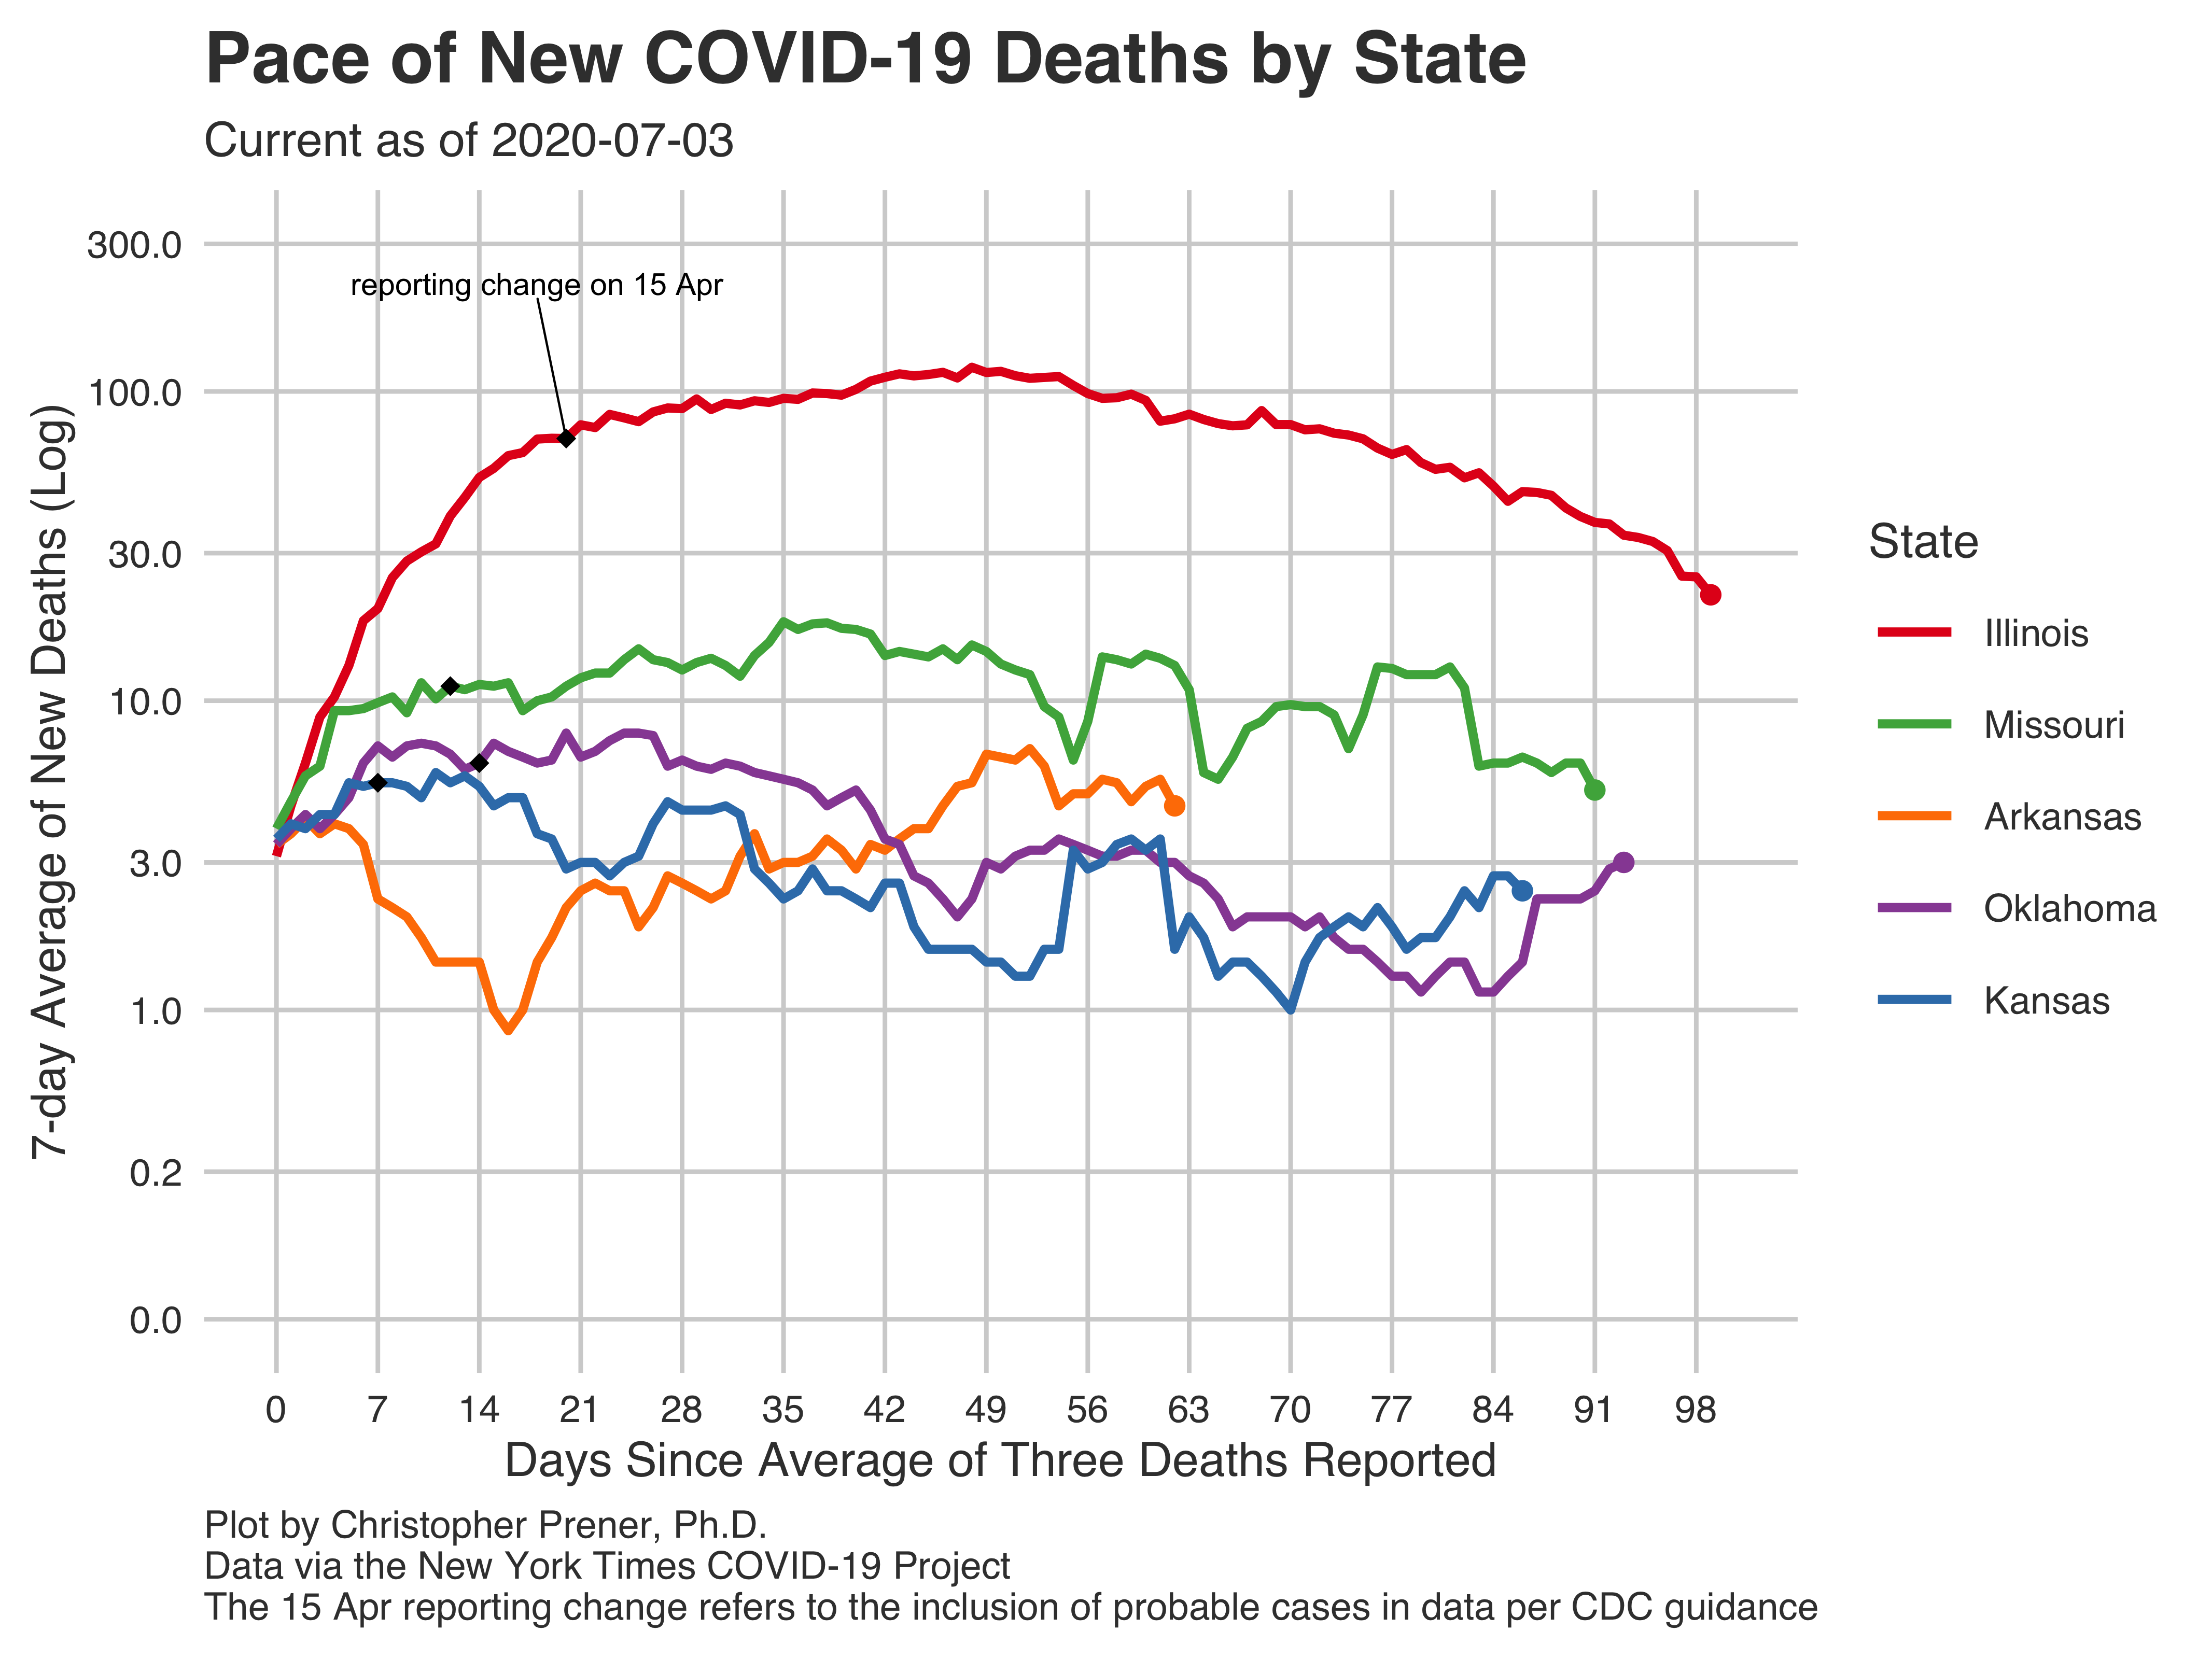 Pace of New COVID-19 Deaths by State
Current as of 2020-07-03
7-day Average of New Deaths (Log)
300.0
100.0
30.0
10.0
3.0
1.0
0.2
0.0
reporting change on 15 Apr
State
Illinois
Missouri
Arkansas
Oklahoma
Kansas
0 7 14 21 28 35 42 49 56 63 70 77 84 91 98
Days Since Average of Three Deaths Reported
Plot by Christopher Prener, Ph.D.
Data via the New York Times COVID-19 Project
The 15 Apr reporting change refers to the inclusion of probable cases in data per CDC guidance